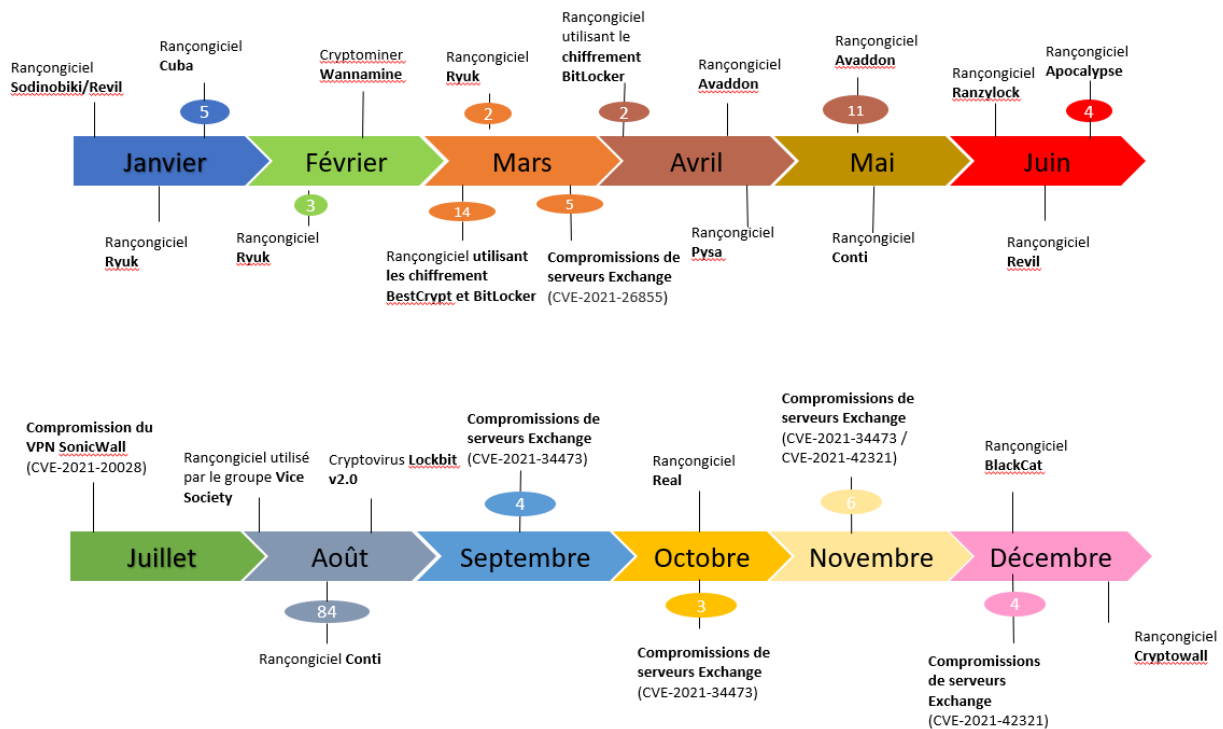 Rançongiciel
Sodinobiki/Revil
Rançongiciel
Cuba
5
Cryptominer
Wannamine
Rançongiciel
Ryuk
2
Rançongiciel
utilisant le
chiffrement
BitLocker
2
Rançongiciel
Avaddon
Rançongiciel
Avaddon
11
Rançongiciel
Ranzylock
Rançongiciel
Apocalypse
4
Janvier
Février
Mars
Avril
Mai
Juin
Rançongiciel
Ryuk
3
Rançongiciel
Ryuk
14
Rançongiciel utilisant
les chiffrement
BestCrypt et BitLocker
5
Compromissions de
serveurs Exchange
(CVE-2021-26855)
Rançongiciel
Pysa
Rançongiciel
Conti
Rançongiciel
Revil
Compromission du
VPN SonicWall
(CVE-2021-20028)
Rançongiciel utilisé
par le groupe Vice
Society
Cryptovirus Lockbit
v2.0
Compromissions de
serveurs Exchange
(CVE-2021-34473)
4
Rançongiciel
Real
Compromissions de
serveurs Exchange
(CVE-2021-34473 /
CVE-2021-42321)
6
Rançongiciel
BlackCat
Juillet
Août
Septembre
Octobre
Novembre
Décembre
84
Rançongiciel Conti
3
Compromissions de
serveurs Exchange
(CVE-2021-34473)
4
Compromissions
de serveurs
Exchange
(CVE-2021-42321)
Rançongiciel
Cryptowall